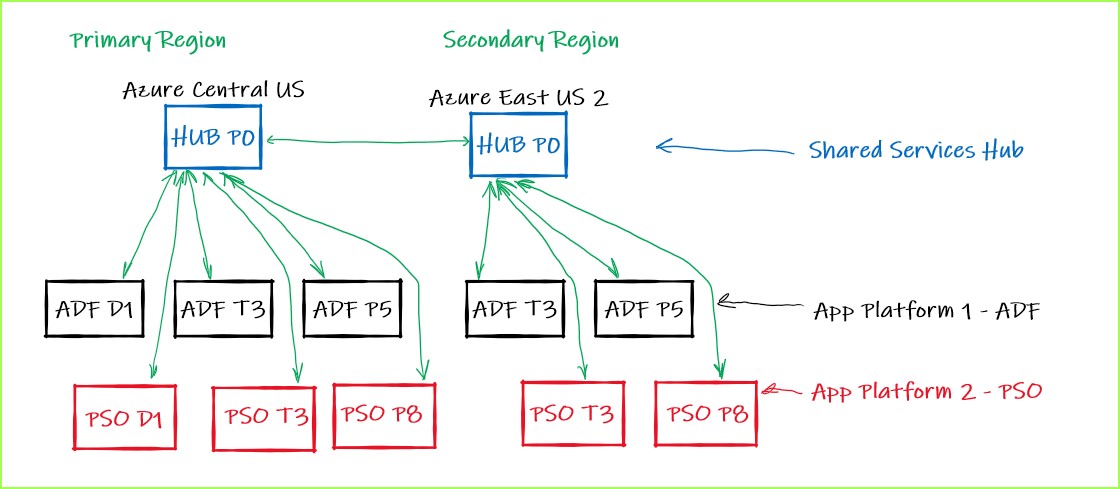 Primary Region
Secondary Region
Azure Central US
Azure East US 2
HUB P0
HUB P0
Shared Services Hub
ADF D1
ADF T3
ADF P5
ADF T3
ADF P5
App Platform 1 - ADF
PSO D1
PSO T3
PSO P8
PSO T3
PSO P8
App Platform 2 - PSO